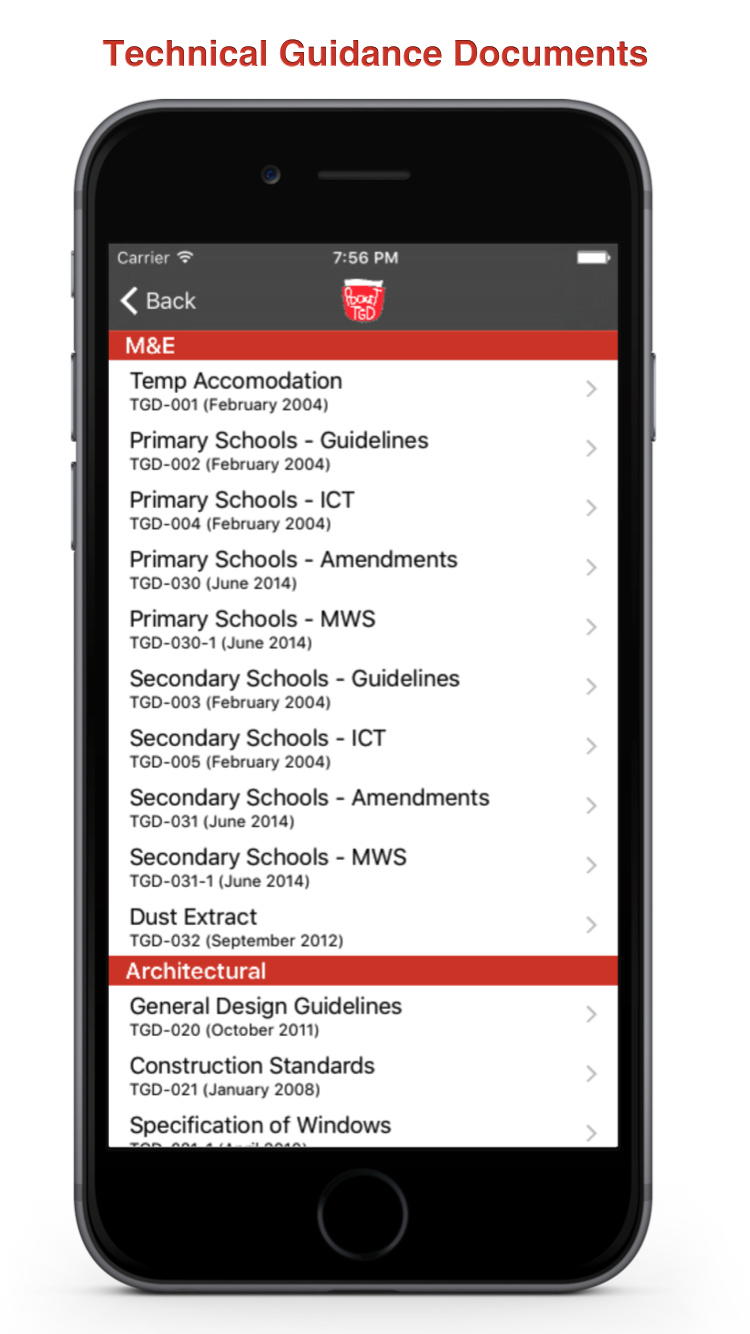 Technical Guidance Documents
Carrier
7:56 PM
Back
Pocket
TGD
M&E
Temp Accomodation
TGD-001 (February 2004)
Primary Schools - Guidelines
TGD-002 (February 2004)
Primary Schools - ICT
TGD-004 (February 2004)
Primary Schools - Amendments
TGD-030 (June 2014)
Primary Schools - MWS
TGD-030-1 (June 2014)
Secondary Schools - Guidelines
TGD-003 (February 2004)
Secondary Schools - ICT
TGD-005 (February 2004)
Secondary Schools - Amendments
TGD-031 (June 2014)
Secondary Schools - MWS
TGD-031-1 (June 2014)
Dust Extract
TGD-032 (September 2012)
Architectural
General Design Guidelines
TGD-020 (October 2011)
Construction Standards
TGD-021 (January 2008)
Specification of Windows